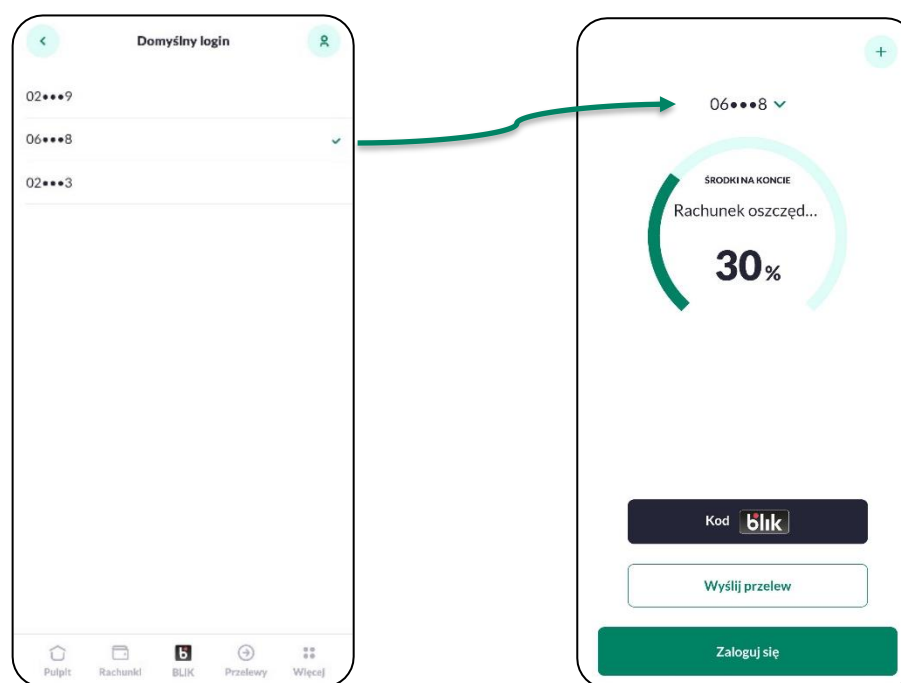 Domyślny login
02●●●9
06●●●8
02●●●3
Pulpit
Rachunki
BLIK
Przelewy
Więcej
+
06●●●8
ŚRODKI NA KONCIE
Rachunek oszczęd...
30%
Kod blik
Wyślij przelew
Zaloguj się